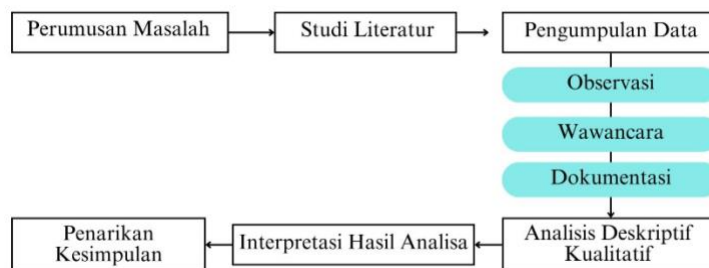 Perumusan Masalah
Studi Literatur
Pengumpulan Data
Observasi
Wawancara
Dokumentasi
Analisis Deskriptif
Kualitatif
Interpretasi Hasil Analisa
Penarikan
Kesimpulan